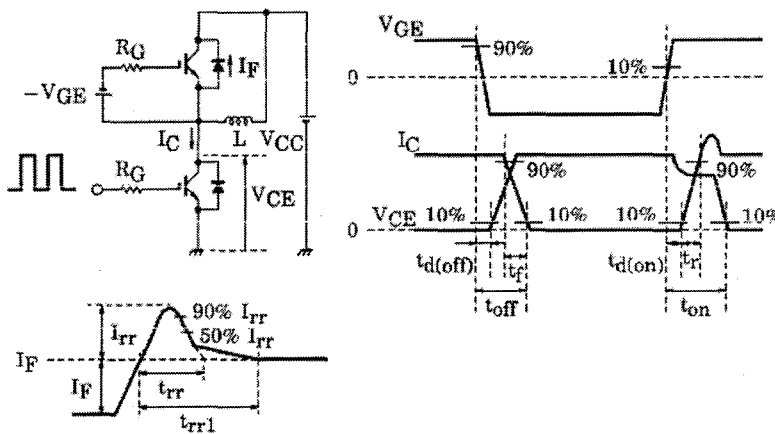 R_G
I_F
-V_GE
I_C
L
V_CC
R_G
V_CE
V_GE
90%
10%
0
I_C
90%
90%
V_CE
10%
10%
10%
10%
0
t_d(off)
t_f
t_d(on)
t_r
t_off
t_on
90% I_rr
50% I_rr
I_rr
I_F
I_F
t_rr
t_rr1